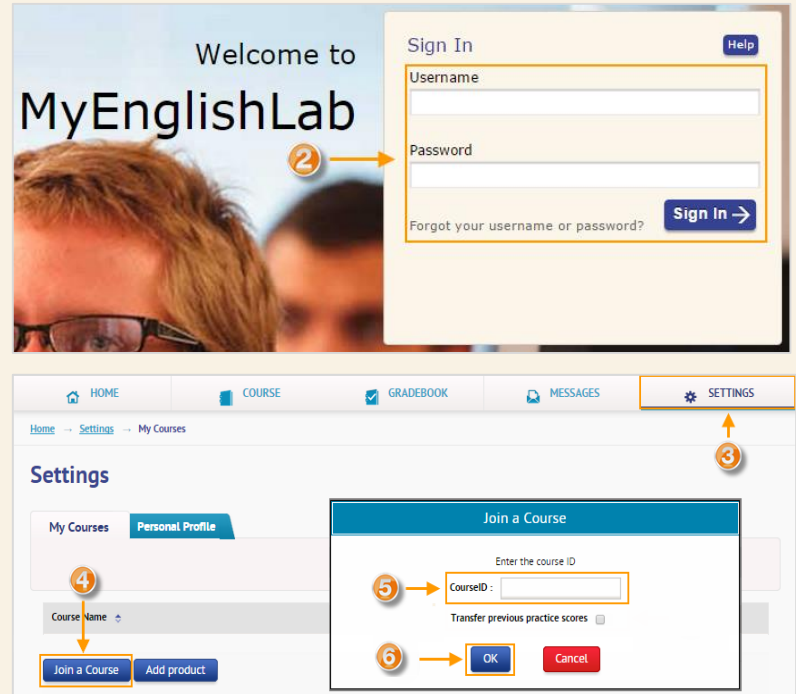 Welcome to
MyEnglishLab
Sign In
Help
Username
Password
2
Forgot your username or password?
Sign In
HOME
COURSE
GRADEBOOK
MESSAGES
SETTINGS
3
Home → Settings → My Courses
Settings
My Courses
Personal Profile
4
Course Name
Join a Course
Add product
Join a Course
Enter the course ID
5
CourseID :
Transfer previous practice scores
6
OK
Cancel